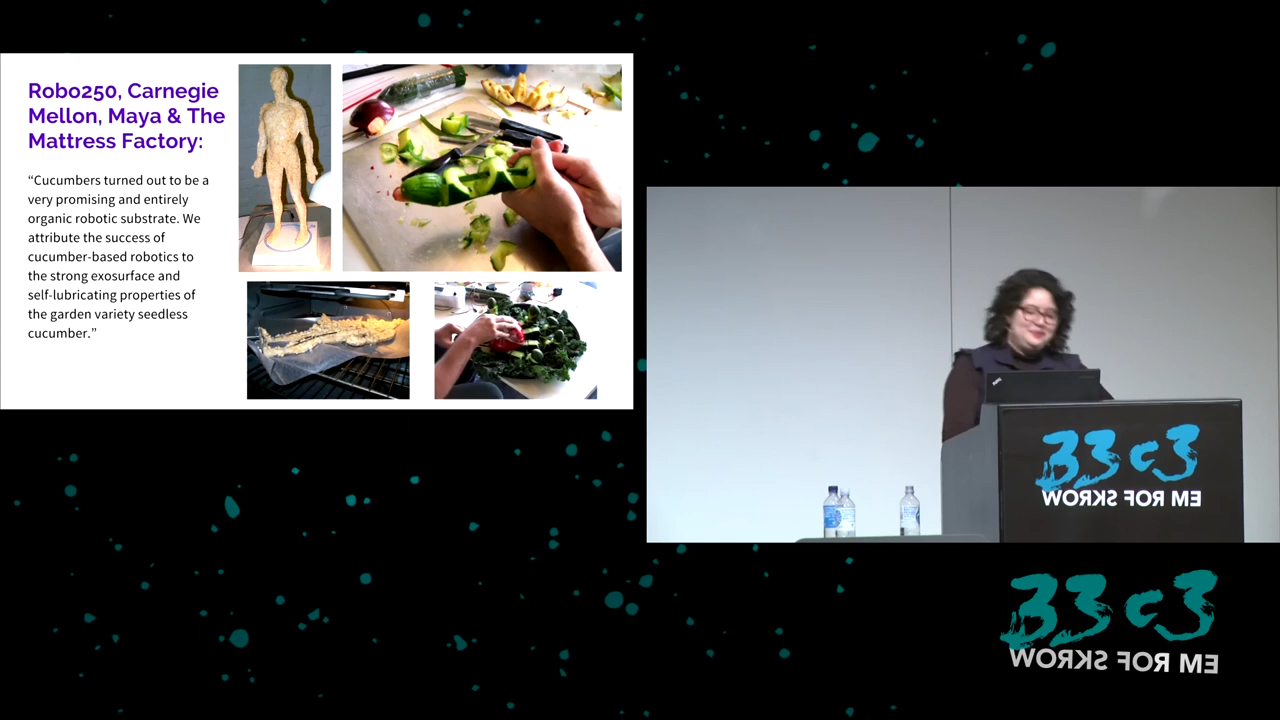 Robo250, Carnegie
Mellon, Maya & The
Mattress Factory:
“Cucumbers turned out to be a
very promising and entirely
organic robotic substrate. We
attribute the success of
cucumber-based robotics to
the strong exosurface and
self-lubricating properties of
the garden variety seedless
cucumber.”
33c3
WORKS FOR ME
33c3
WORKS FOR ME